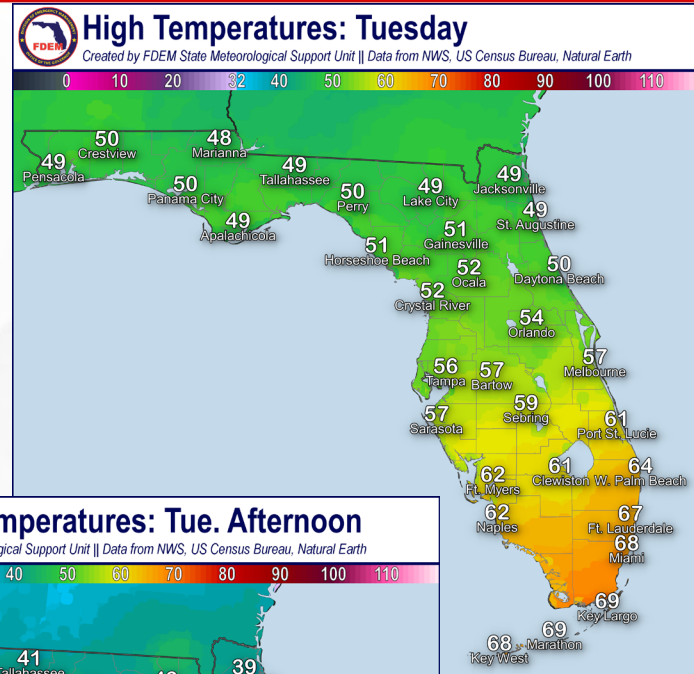 High Temperatures: Tuesday
FDEM
Created by FDEM State Meteorological Support Unit || Data from NWS, US Census Bureau, Natural Earth
0 10 20 32 40 50 60 70 80 90 100 110
50
Crestview
48
Marianna
49
Pensacola
49
Tallahassee
50
Panama City
50
Perry
49
Lake City
49
Jacksonville
49
Apalachicola
49
St. Augustine
51
Gainesville
51
Horseshoe Beach
52
Ocala
50
Daytona Beach
52
Crystal River
54
Orlando
57
Melbourne
56
Tampa
57
Bartow
59
Sebring
57
Sarasota
61
Port St. Lucie
62
Ft. Myers
61
Clewiston
64
W. Palm Beach
62
Naples
67
Ft. Lauderdale
68
Miami
69
Key Largo
69
Marathon
68
Key West
mperatures: Tue. Afternoon
gical Support Unit || Data from NWS, US Census Bureau, Natural Earth
40 50 60 70 80 90 100 110
41
39